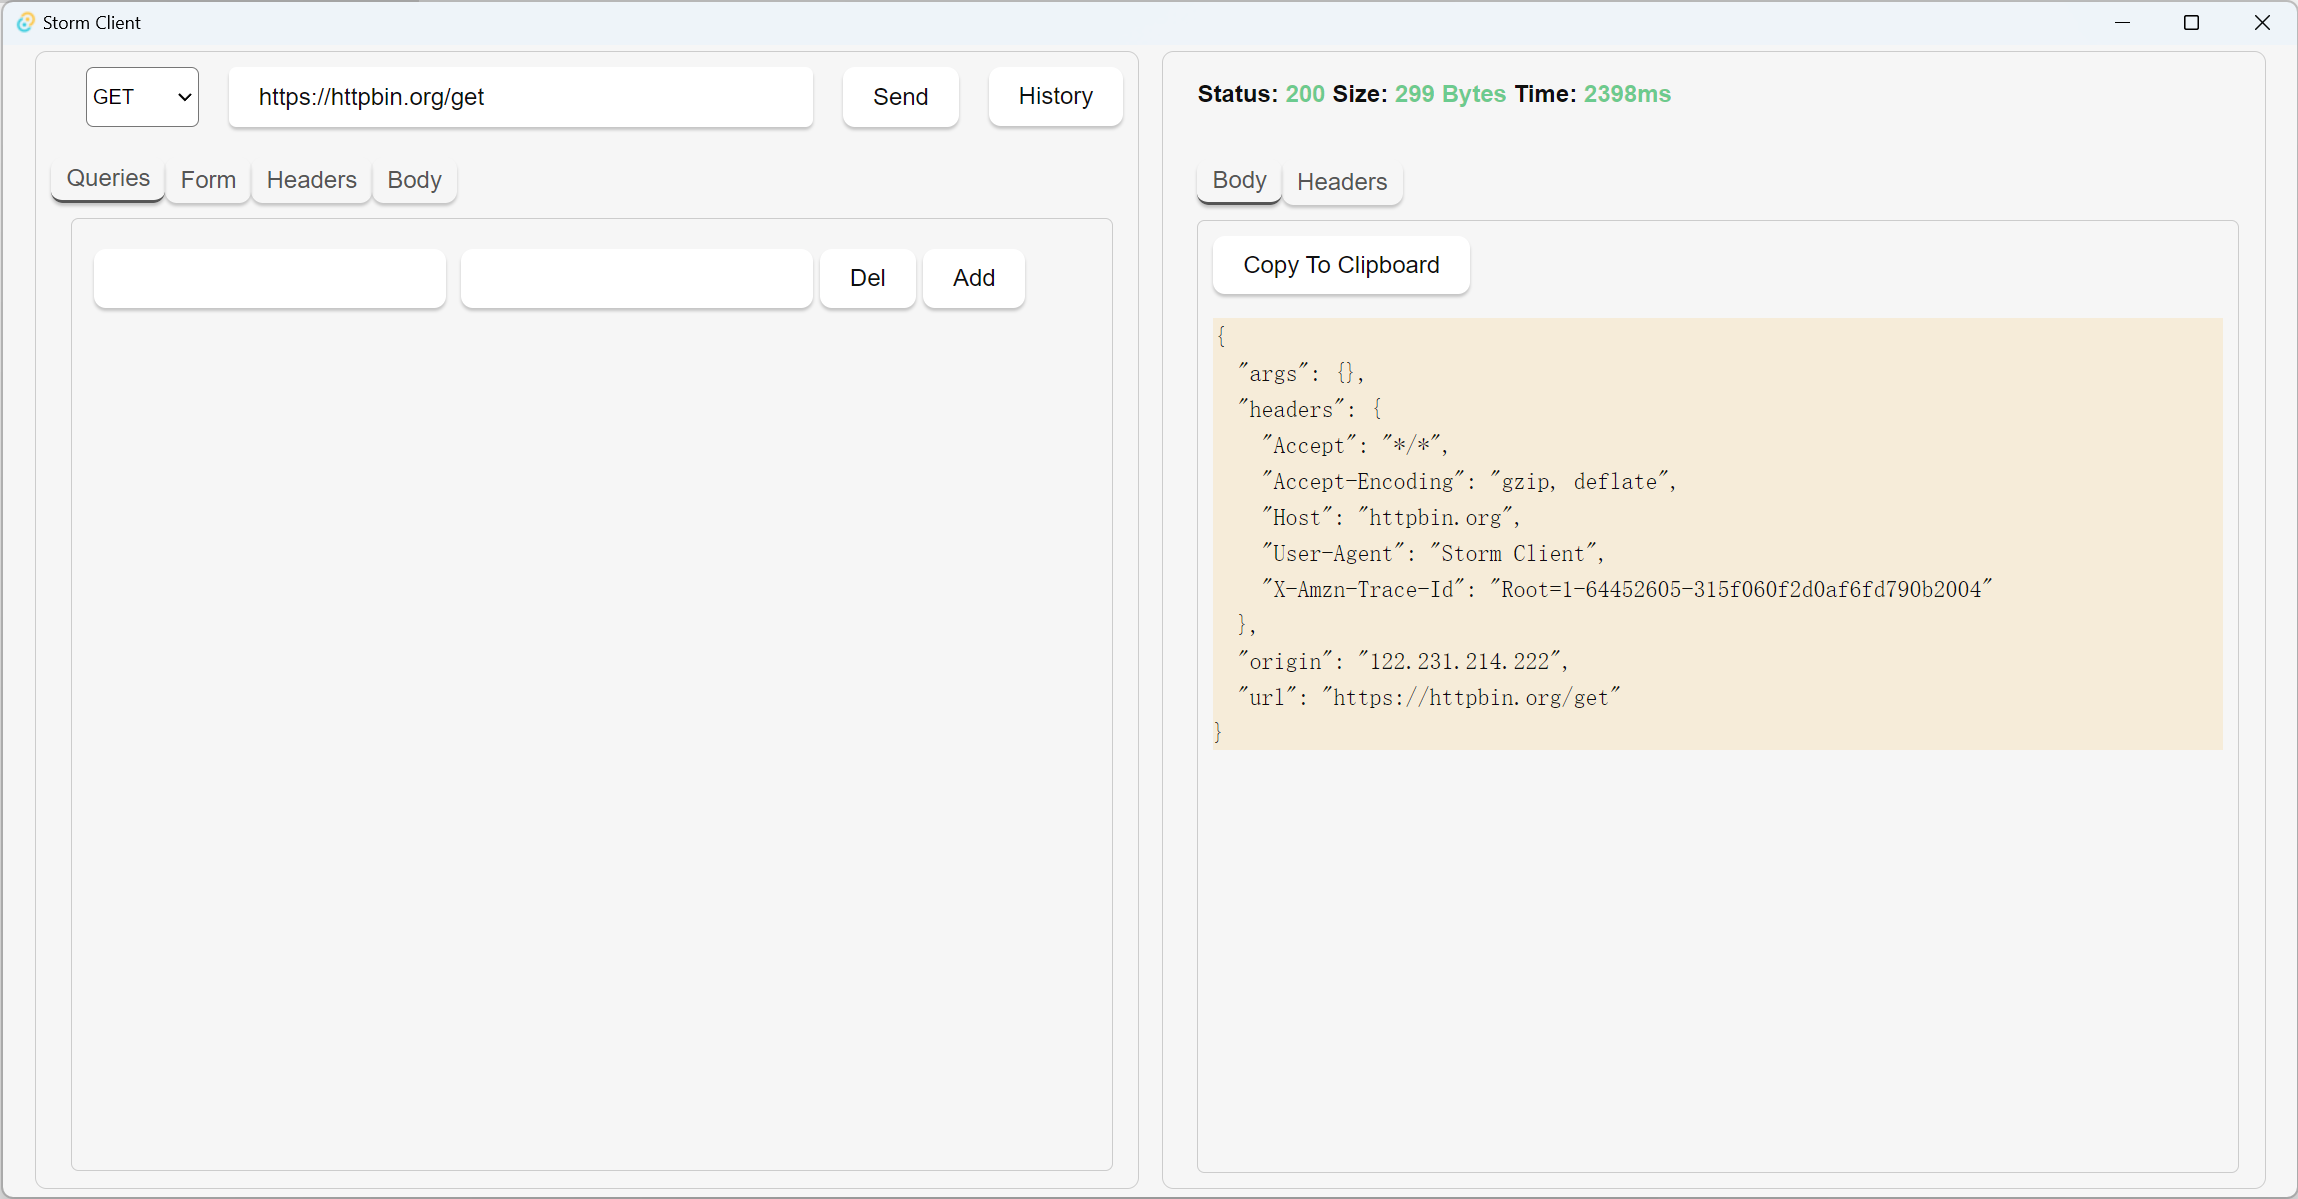 Storm Client
GET
https://httpbin.org/get
Send
History
Queries
Form
Headers
Body
Del
Add
Status: 200 Size: 299 Bytes Time: 2398ms
Body
Headers
Copy To Clipboard
{
  "args": {},
  "headers": {
    "Accept": "*/*",
    "Accept-Encoding": "gzip, deflate",
    "Host": "httpbin.org",
    "User-Agent": "Storm Client",
    "X-Amzn-Trace-Id": "Root=1-64452605-315f060f2d0af6fd790b2004"
  },
  "origin": "122.231.214.222",
  "url": "https://httpbin.org/get"
}